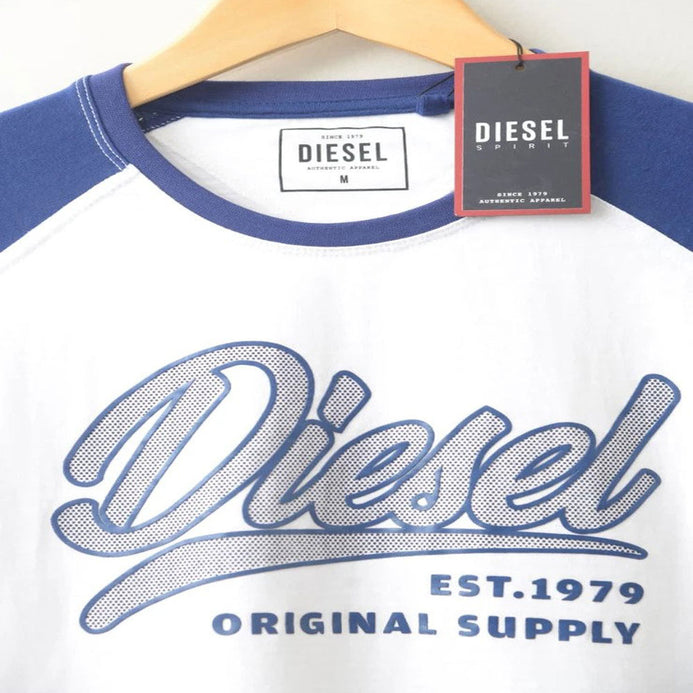 SINCE 1979
DIESEL
AUTHENTIC APPAREL
M
DIESEL
SPIRIT
SINCE 1979
AUTHENTIC APPAREL
Diesel
EST.1979
ORIGINAL SUPPLY